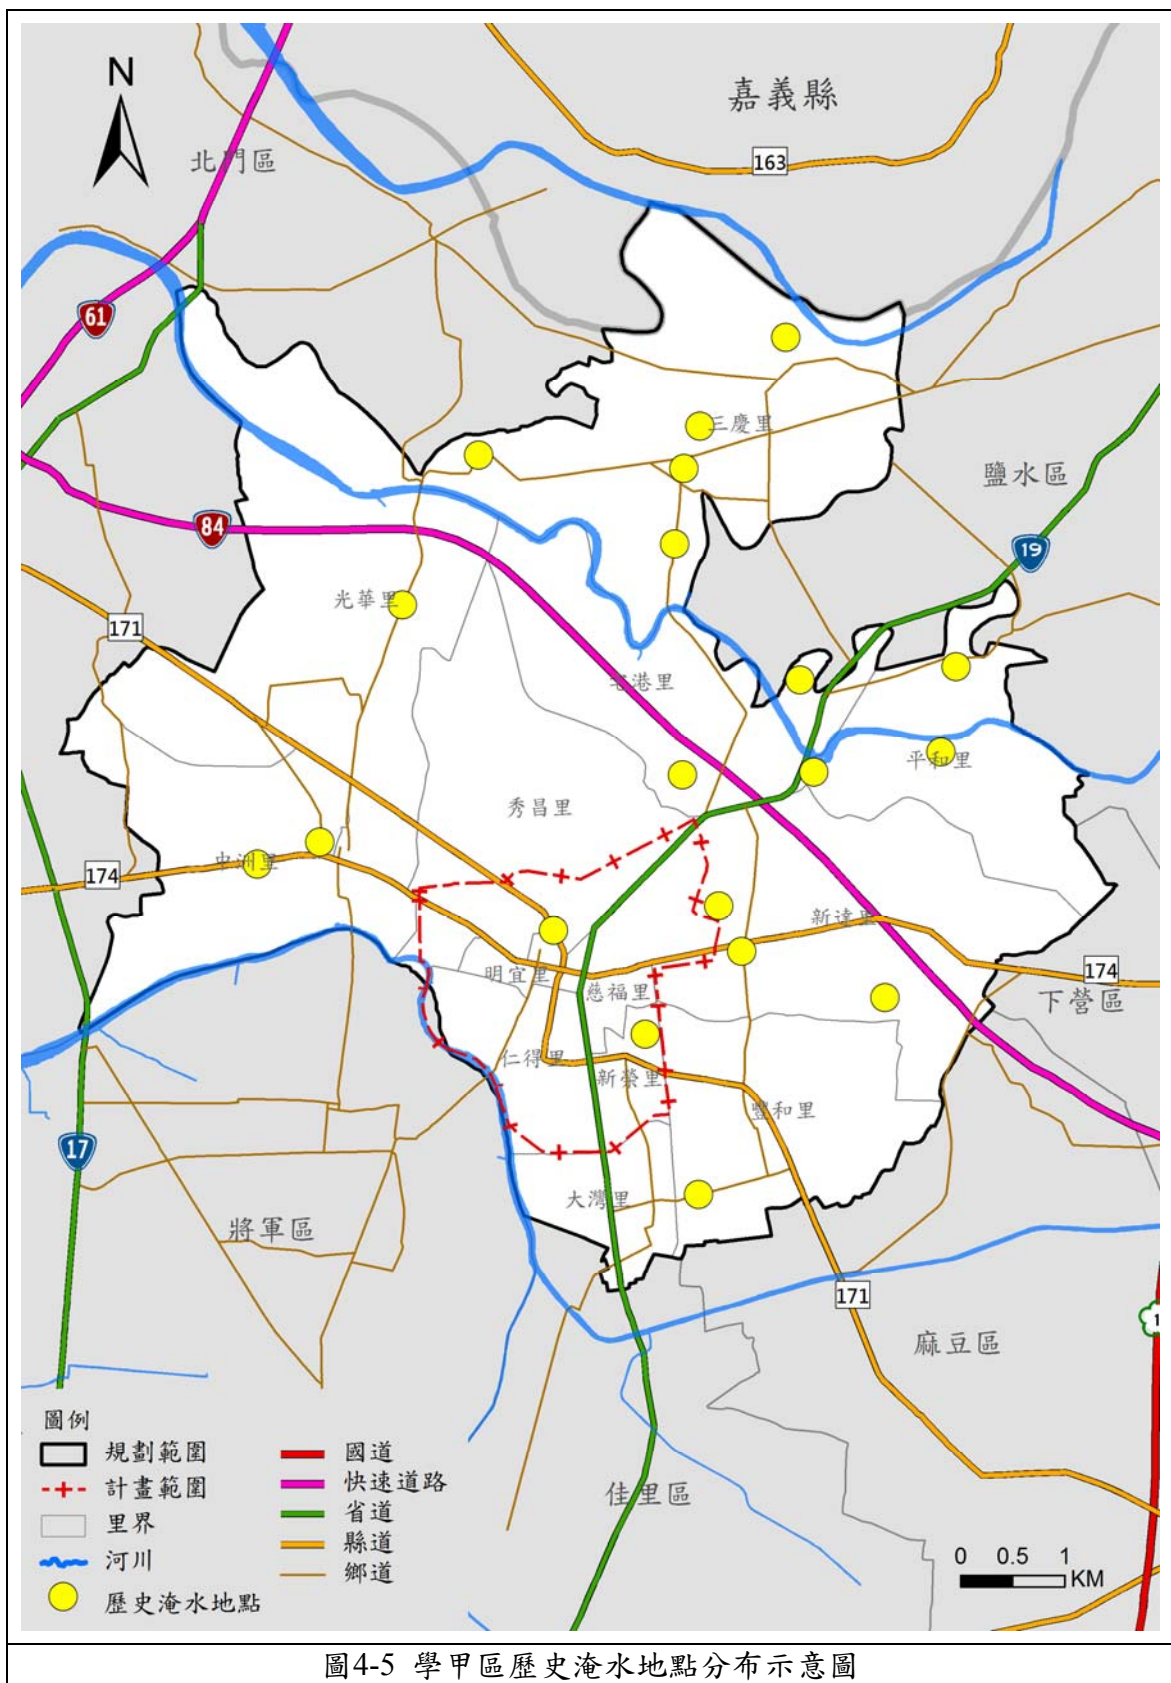 N
嘉義縣
163
北門區
61
三慶里
鹽水區
84
19
光華里
171
宅港里
平和里
秀昌里
中洲里
174
新達里
明宜里
慈福里
174
下營區
仁得里
新榮里
豐和里
17
大灣里
將軍區
171
1
麻豆區
佳里區
圖例
規劃範圍
計畫範圍
里界
河川
歷史淹水地點
國道
快速道路
省道
縣道
鄉道
0 0.5 1
KM
圖4-5 學甲區歷史淹水地點分布示意圖